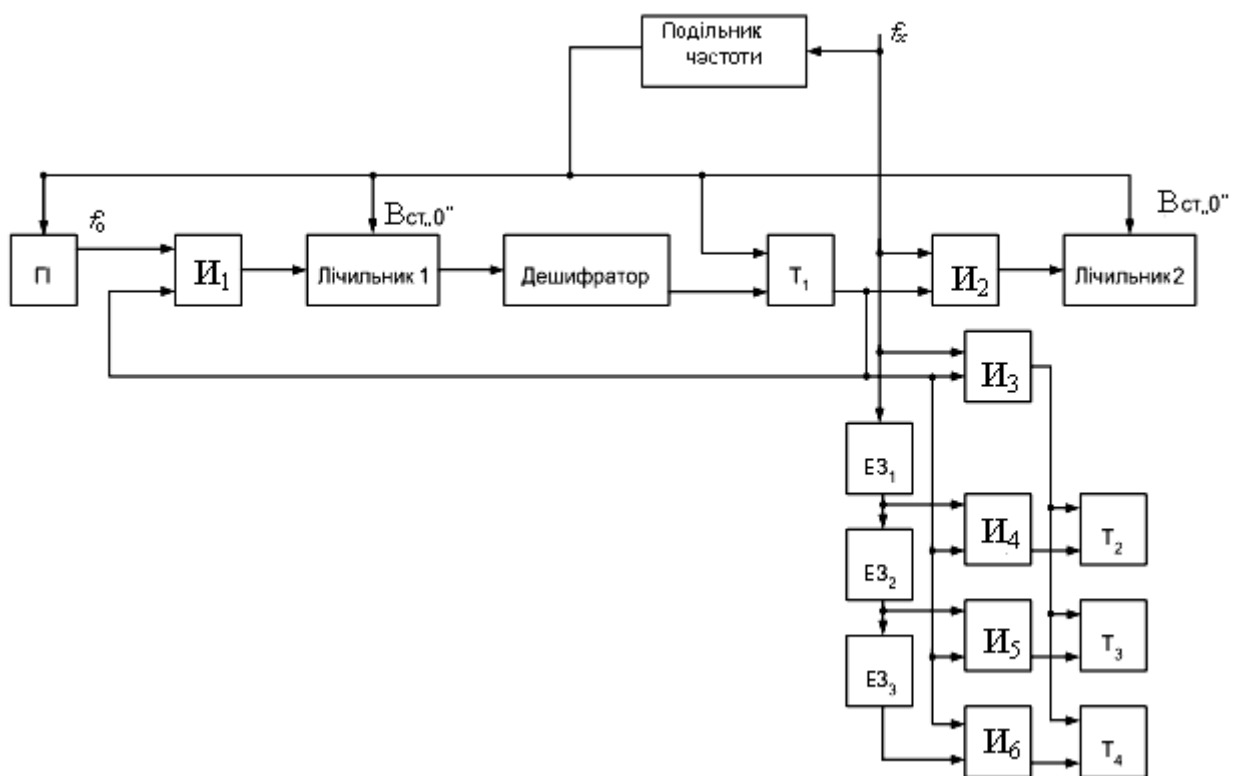 Подільник
частоти
fx
f0
Вст„0"
Вст„0"
П
И1
Лічильник 1
Дешифратор
Т1
И2
Лічильник2
И3
ЕЗ1
И4
Т2
ЕЗ2
И5
Т3
ЕЗ3
И6
Т4